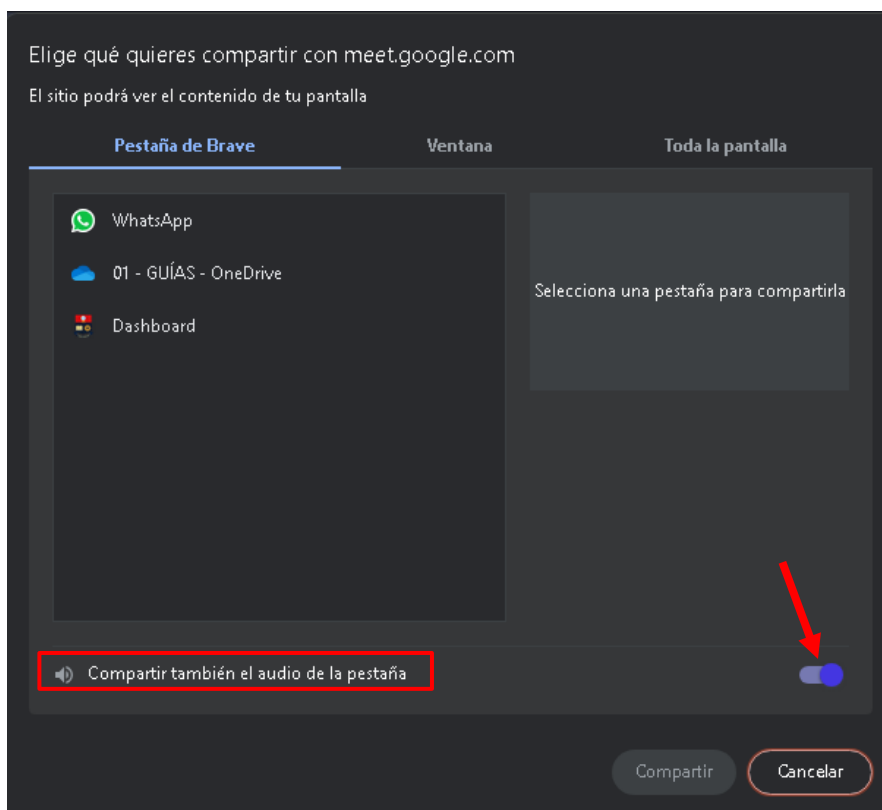 Elige qué quieres compartir con meet.google.com
El sitio podrá ver el contenido de tu pantalla
Pestaña de Brave
Ventana
Toda la pantalla
WhatsApp
01 - GUÍAS - OneDrive
Dashboard
Selecciona una pestaña para compartirla
Compartir también el audio de la pestaña
Compartir
Cancelar